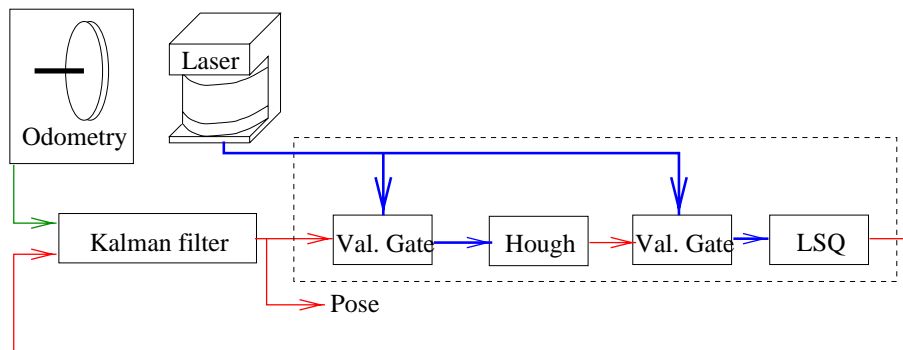 Laser
Odometry
Kalman filter
Val. Gate
Hough
Val. Gate
LSQ
Pose